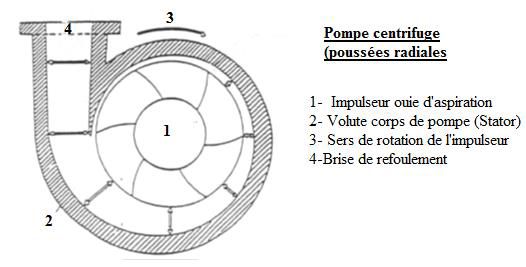 4
3
Pompe centrifuge
(poussées radiales
1
1- Impulseur ouie d'aspiration
2- Volute corps de pompe (Stator)
3- Sers de rotation de l'impulseur
4-Brise de refoulement
2